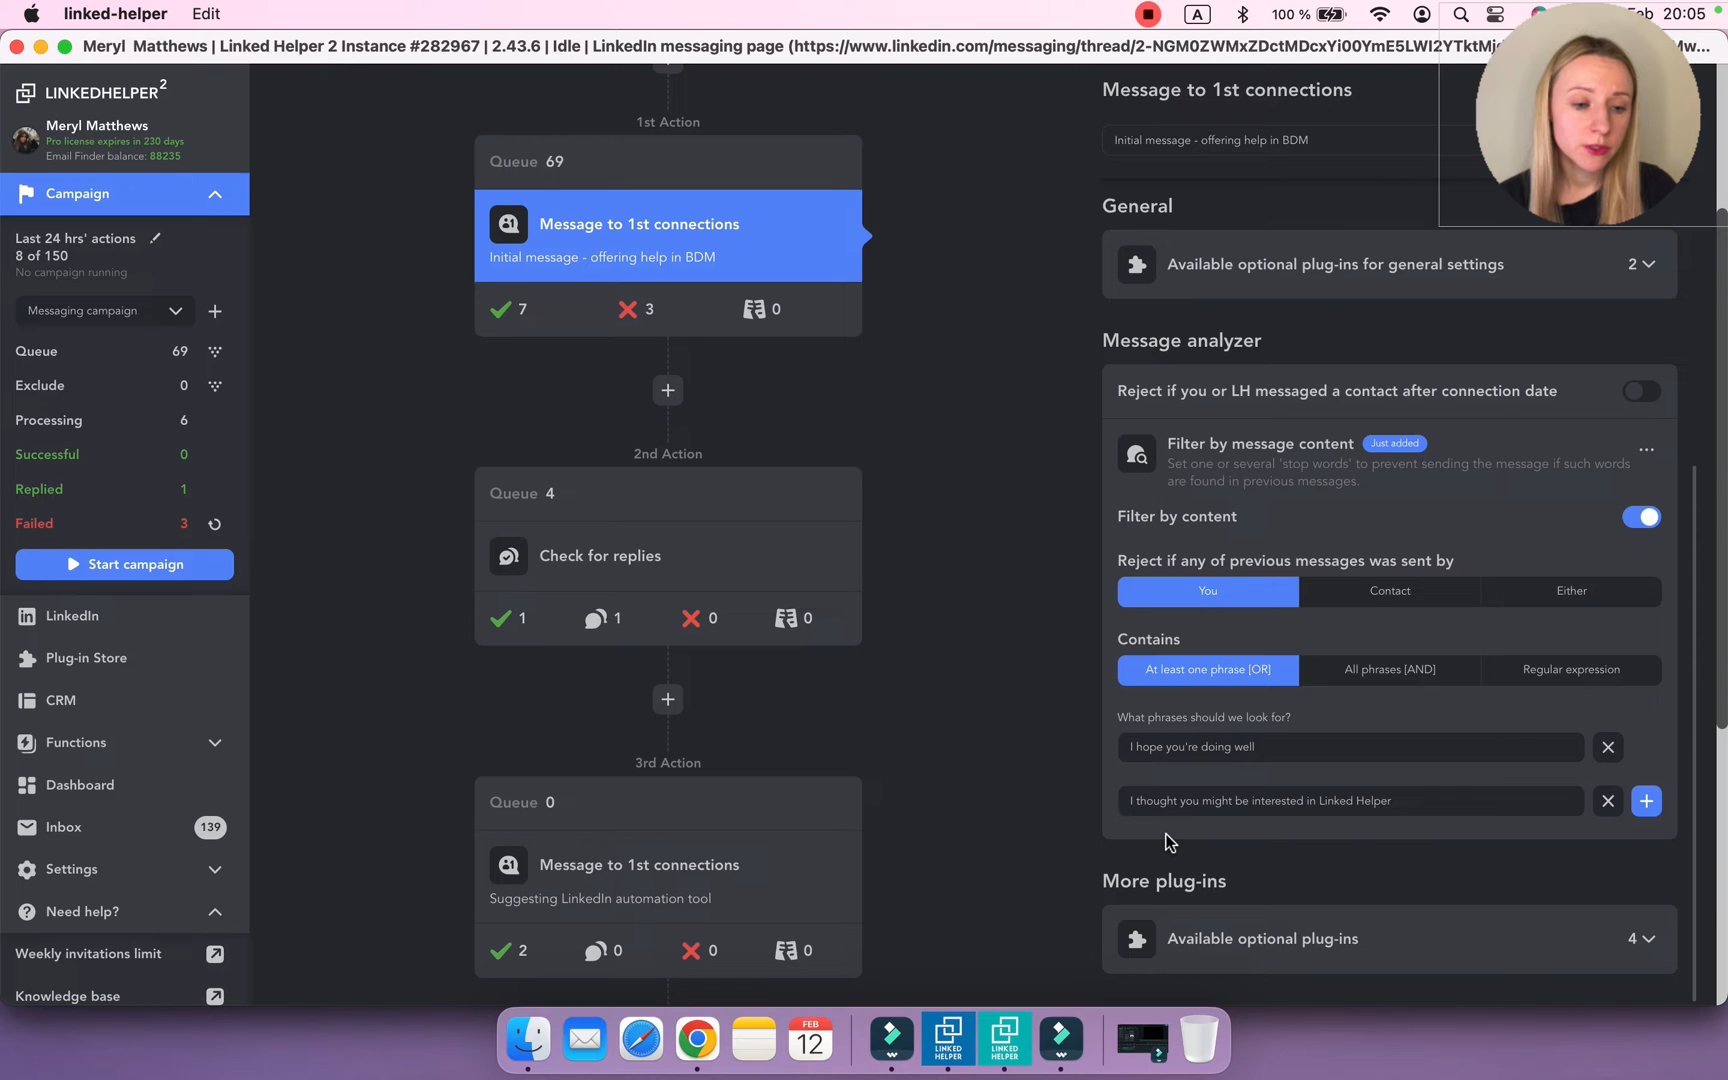 linked-helper Edit
A 100 % Feb 20:05
Meryl Matthews | Linked Helper 2 Instance #282967 | 2.43.6 | Idle | LinkedIn messaging page
LINKEDHELPER2
Meryl Matthews
Pro license expires in 230 days
Email Finder balance: 88235
Campaign
Last 24 hrs' actions
8 of 150
No campaign running
Messaging campaign
Queue 69
Exclude 0
Processing 6
Successful 0
Replied 1
Failed 3
Start campaign
LinkedIn
Plug-in Store
CRM
Functions
Dashboard
Inbox 139
Settings
Need help?
Weekly invitations limit
Knowledge base
1st Action
Queue 69
Message to 1st connections
Initial message - offering help in BDM
7 3 0
2nd Action
Queue 4
Check for replies
1 1 0 0
3rd Action
Queue 0
Message to 1st connections
Suggesting LinkedIn automation tool
2 0 0 0
Message to 1st connections
Initial message - offering help in BDM
General
Available optional plug-ins for general settings 2
Message analyzer
Reject if you or LH messaged a contact after connection date
Filter by message content Just added
Set one or several 'stop words' to prevent sending the message if such words
are found in previous messages.
Filter by content
Reject if any of previous messages was sent by
You Contact Either
Contains
At least one phrase [OR] All phrases [AND] Regular expression
What phrases should we look for?
I hope you're doing well
I thought you might be interested in Linked Helper
More plug-ins
Available optional plug-ins 4
FEB
12
LINKED
HELPER
LINKED
HELPER